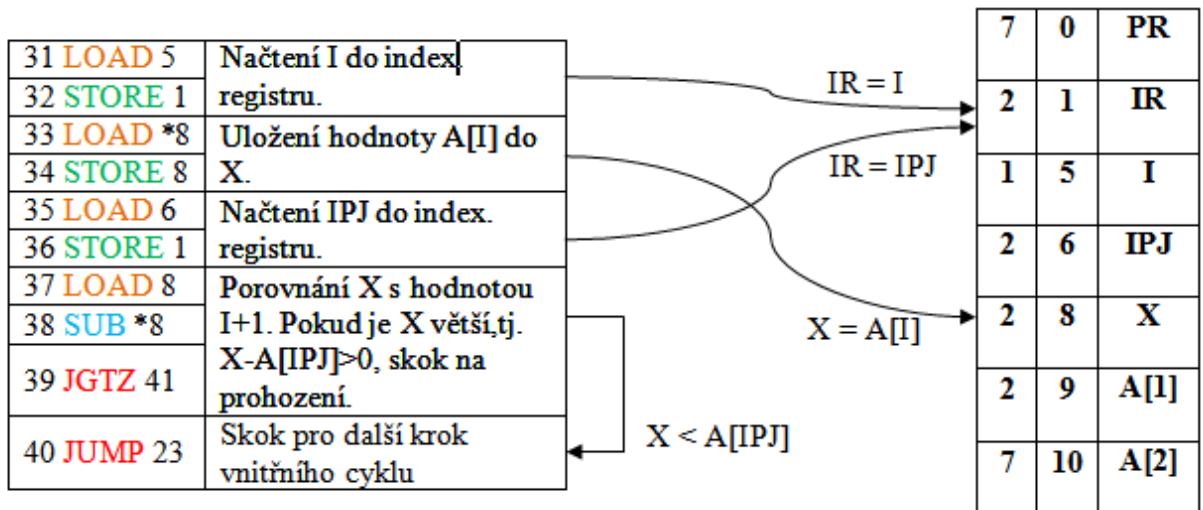 31 LOAD 5
32 STORE 1
Načtení I do index.
registru.
33 LOAD *8
34 STORE 8
Uložení hodnoty A[I] do
X.
35 LOAD 6
36 STORE 1
Načtení IPJ do index.
registru.
37 LOAD 8
38 SUB *8
39 JGTZ 41
Porovnání X s hodnotou
I+1. Pokud je X větší,tj.
X-A[IPJ]>0, skok na
prohození.
40 JUMP 23
Skok pro další krok
vnitřního cyklu
IR = I
IR = IPJ
X = A[I]
X < A[IPJ]
7 0 PR
2 1 IR
1 5 I
2 6 IPJ
2 8 X
2 9 A[1]
7 10 A[2]